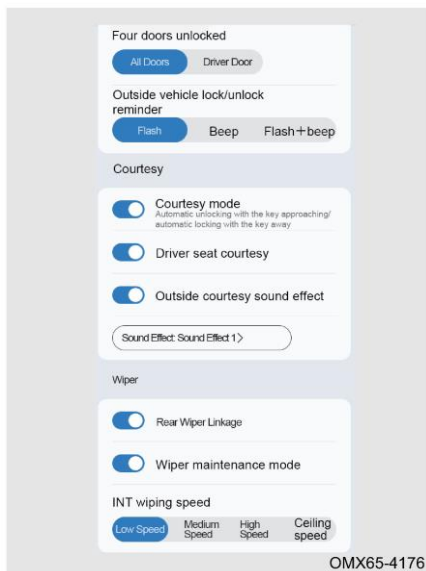 Four doors unlocked
All Doors Driver Door
Outside vehicle lock/unlock
reminder
Flash Beep Flash+beep
Courtesy
Courtesy mode
Automatic unlocking with the key approaching/
automatic locking with the key away
Driver seat courtesy
Outside courtesy sound effect
Sound Effect: Sound Effect 1>
Wiper
Rear Wiper Linkage
Wiper maintenance mode
INT wiping speed
Low Speed Medium Speed High Speed Ceiling speed
OMX65-4176